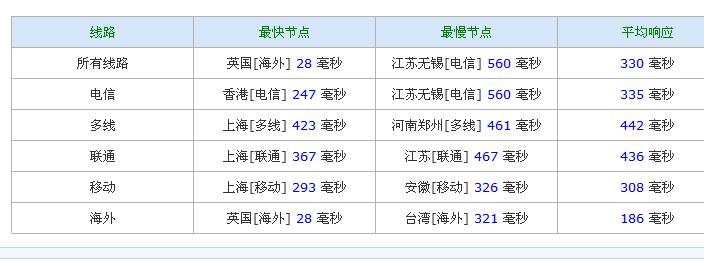 线路 最快节点 最慢节点 平均响应
所有线路 英国[海外] 28 毫秒 江苏无锡[电信] 560 毫秒 330 毫秒
电信 香港[电信] 247 毫秒 江苏无锡[电信] 560 毫秒 335 毫秒
多线 上海[多线] 423 毫秒 河南郑州[多线] 461 毫秒 442 毫秒
联通 上海[联通] 367 毫秒 江苏[联通] 467 毫秒 436 毫秒
移动 上海[移动] 293 毫秒 安徽[移动] 326 毫秒 308 毫秒
海外 英国[海外] 28 毫秒 台湾[海外] 321 毫秒 186 毫秒